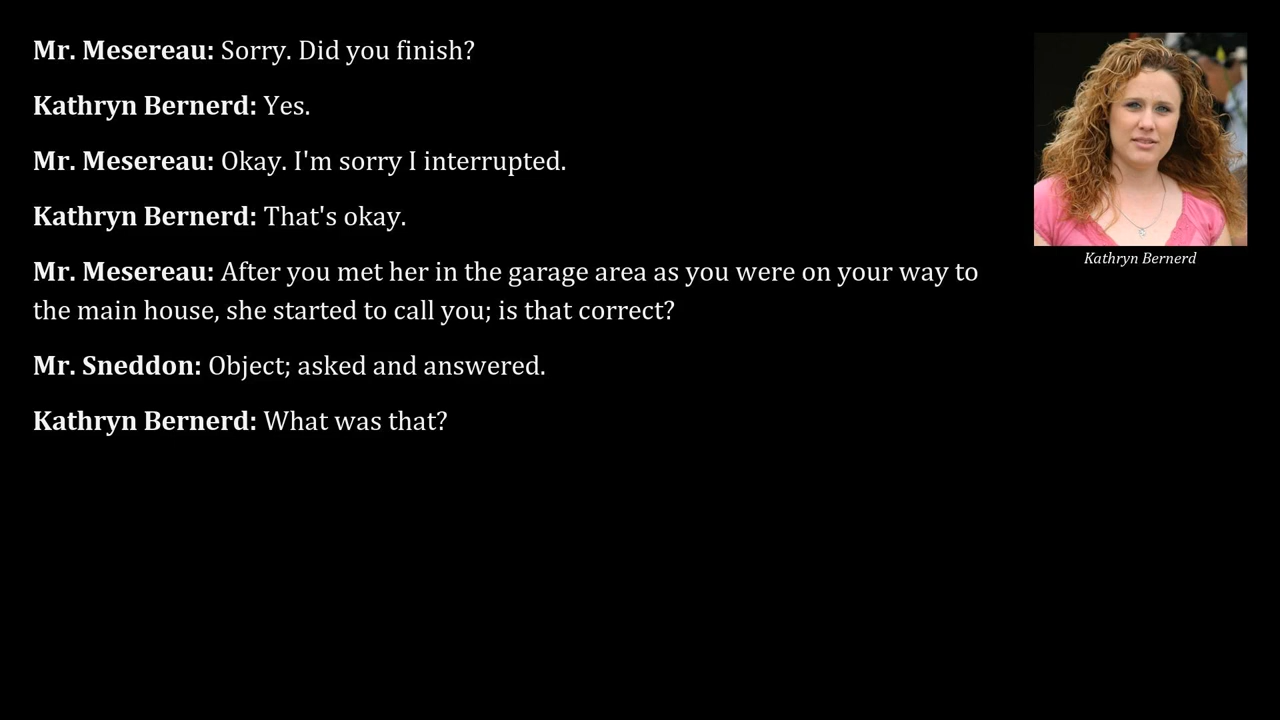 Mr. Mesereau: Sorry. Did you finish?
Kathryn Bernerd: Yes.
Mr. Mesereau: Okay. I'm sorry I interrupted.
Kathryn Bernerd: That's okay.
Mr. Mesereau: After you met her in the garage area as you were on your way to
the main house, she started to call you; is that correct?
Mr. Sneddon: Object; asked and answered.
Kathryn Bernerd: What was that?
Kathryn Bernerd